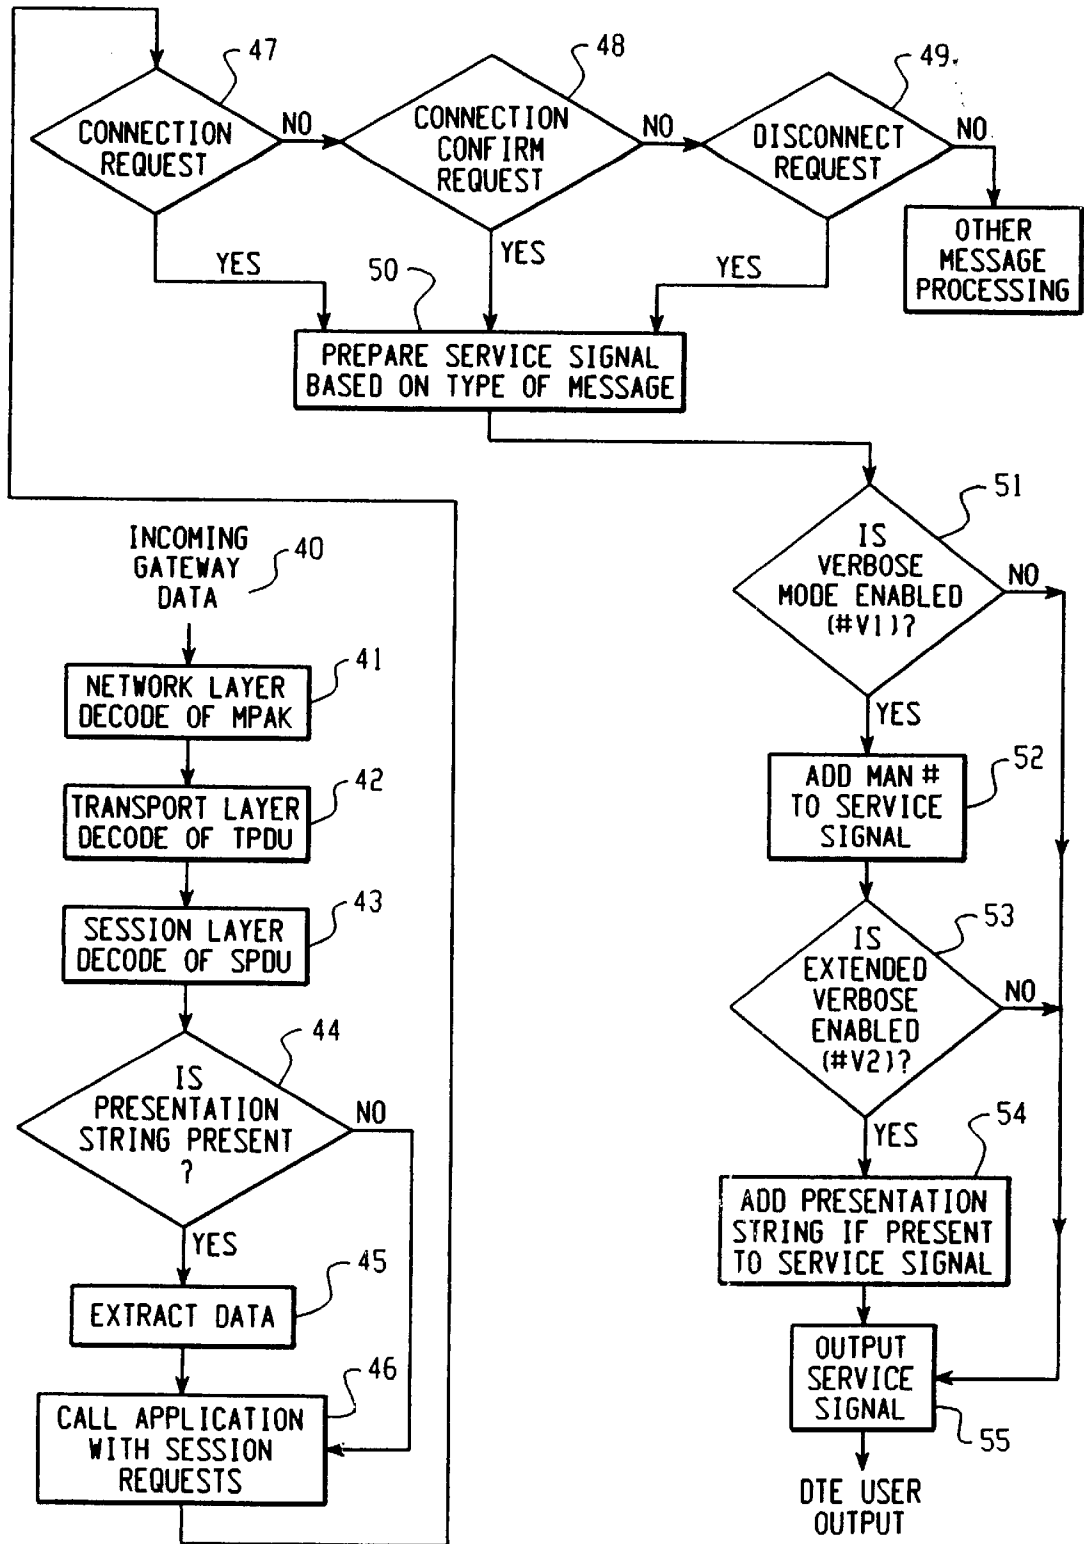 47
CONNECTION
REQUEST
NO
YES
48
CONNECTION
CONFIRM
REQUEST
NO
YES
49
DISCONNECT
REQUEST
NO
YES
OTHER
MESSAGE
PROCESSING
50
PREPARE SERVICE SIGNAL
BASED ON TYPE OF MESSAGE
INCOMING
GATEWAY
DATA
40
41
NETWORK LAYER
DECODE OF MPAK
42
TRANSPORT LAYER
DECODE OF TPDU
43
SESSION LAYER
DECODE OF SPDU
44
IS
PRESENTATION
STRING PRESENT
?
NO
YES
45
EXTRACT DATA
46
CALL APPLICATION
WITH SESSION
REQUESTS
51
IS
VERBOSE
MODE ENABLED
(#V1)?
NO
YES
52
ADD MAN #
TO SERVICE
SIGNAL
53
IS
EXTENDED
VERBOSE
ENABLED
(#V2)?
NO
YES
54
ADD PRESENTATION
STRING IF PRESENT
TO SERVICE SIGNAL
OUTPUT
SERVICE
SIGNAL
55
DTE USER
OUTPUT